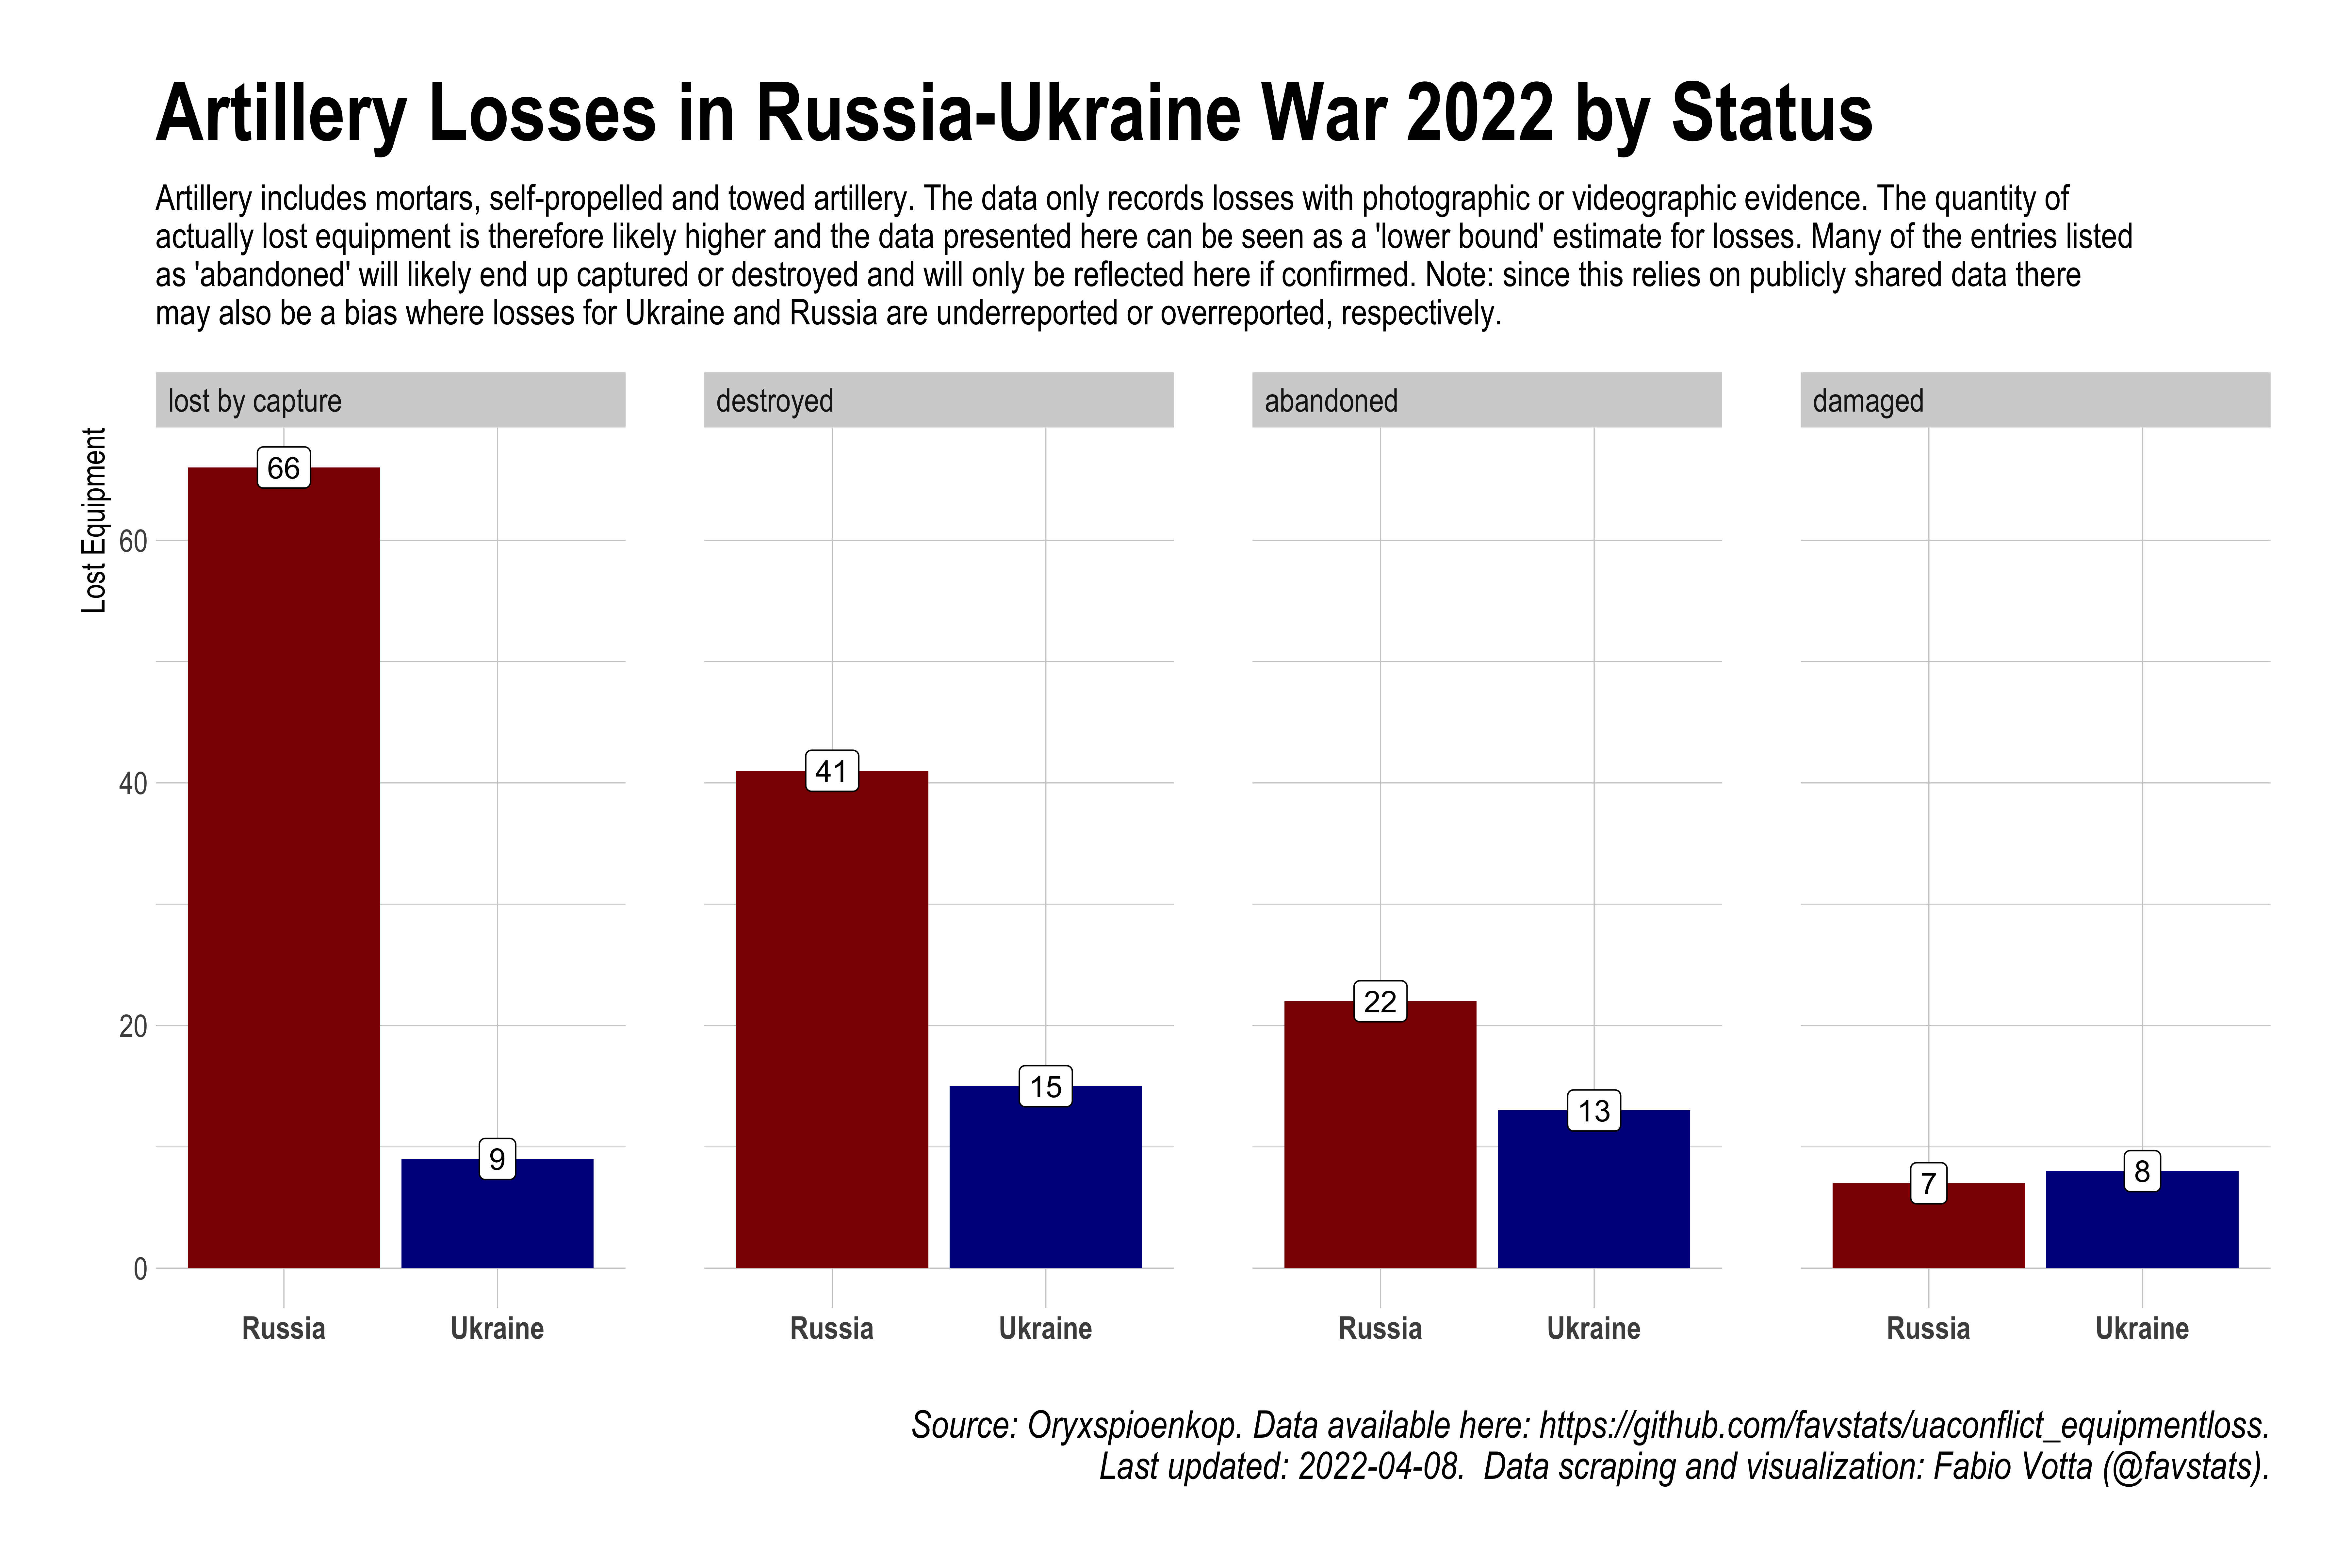 Artillery Losses in Russia-Ukraine War 2022 by Status
Artillery includes mortars, self-propelled and towed artillery. The data only records losses with photographic or videographic evidence. The quantity of
actually lost equipment is therefore likely higher and the data presented here can be seen as a 'lower bound' estimate for losses. Many of the entries listed
as 'abandoned' will likely end up captured or destroyed and will only be reflected here if confirmed. Note: since this relies on publicly shared data there
may also be a bias where losses for Ukraine and Russia are underreported or overreported, respectively.
lost by capture
destroyed
abandoned
damaged
Lost Equipment
60
40
20
0
66
9
41
15
22
13
7
8
Russia
Ukraine
Russia
Ukraine
Russia
Ukraine
Russia
Ukraine
Source: Oryxspioenkop. Data available here: https://github.com/favstats/uaconflict_equipmentloss.
Last updated: 2022-04-08.  Data scraping and visualization: Fabio Votta (@favstats).